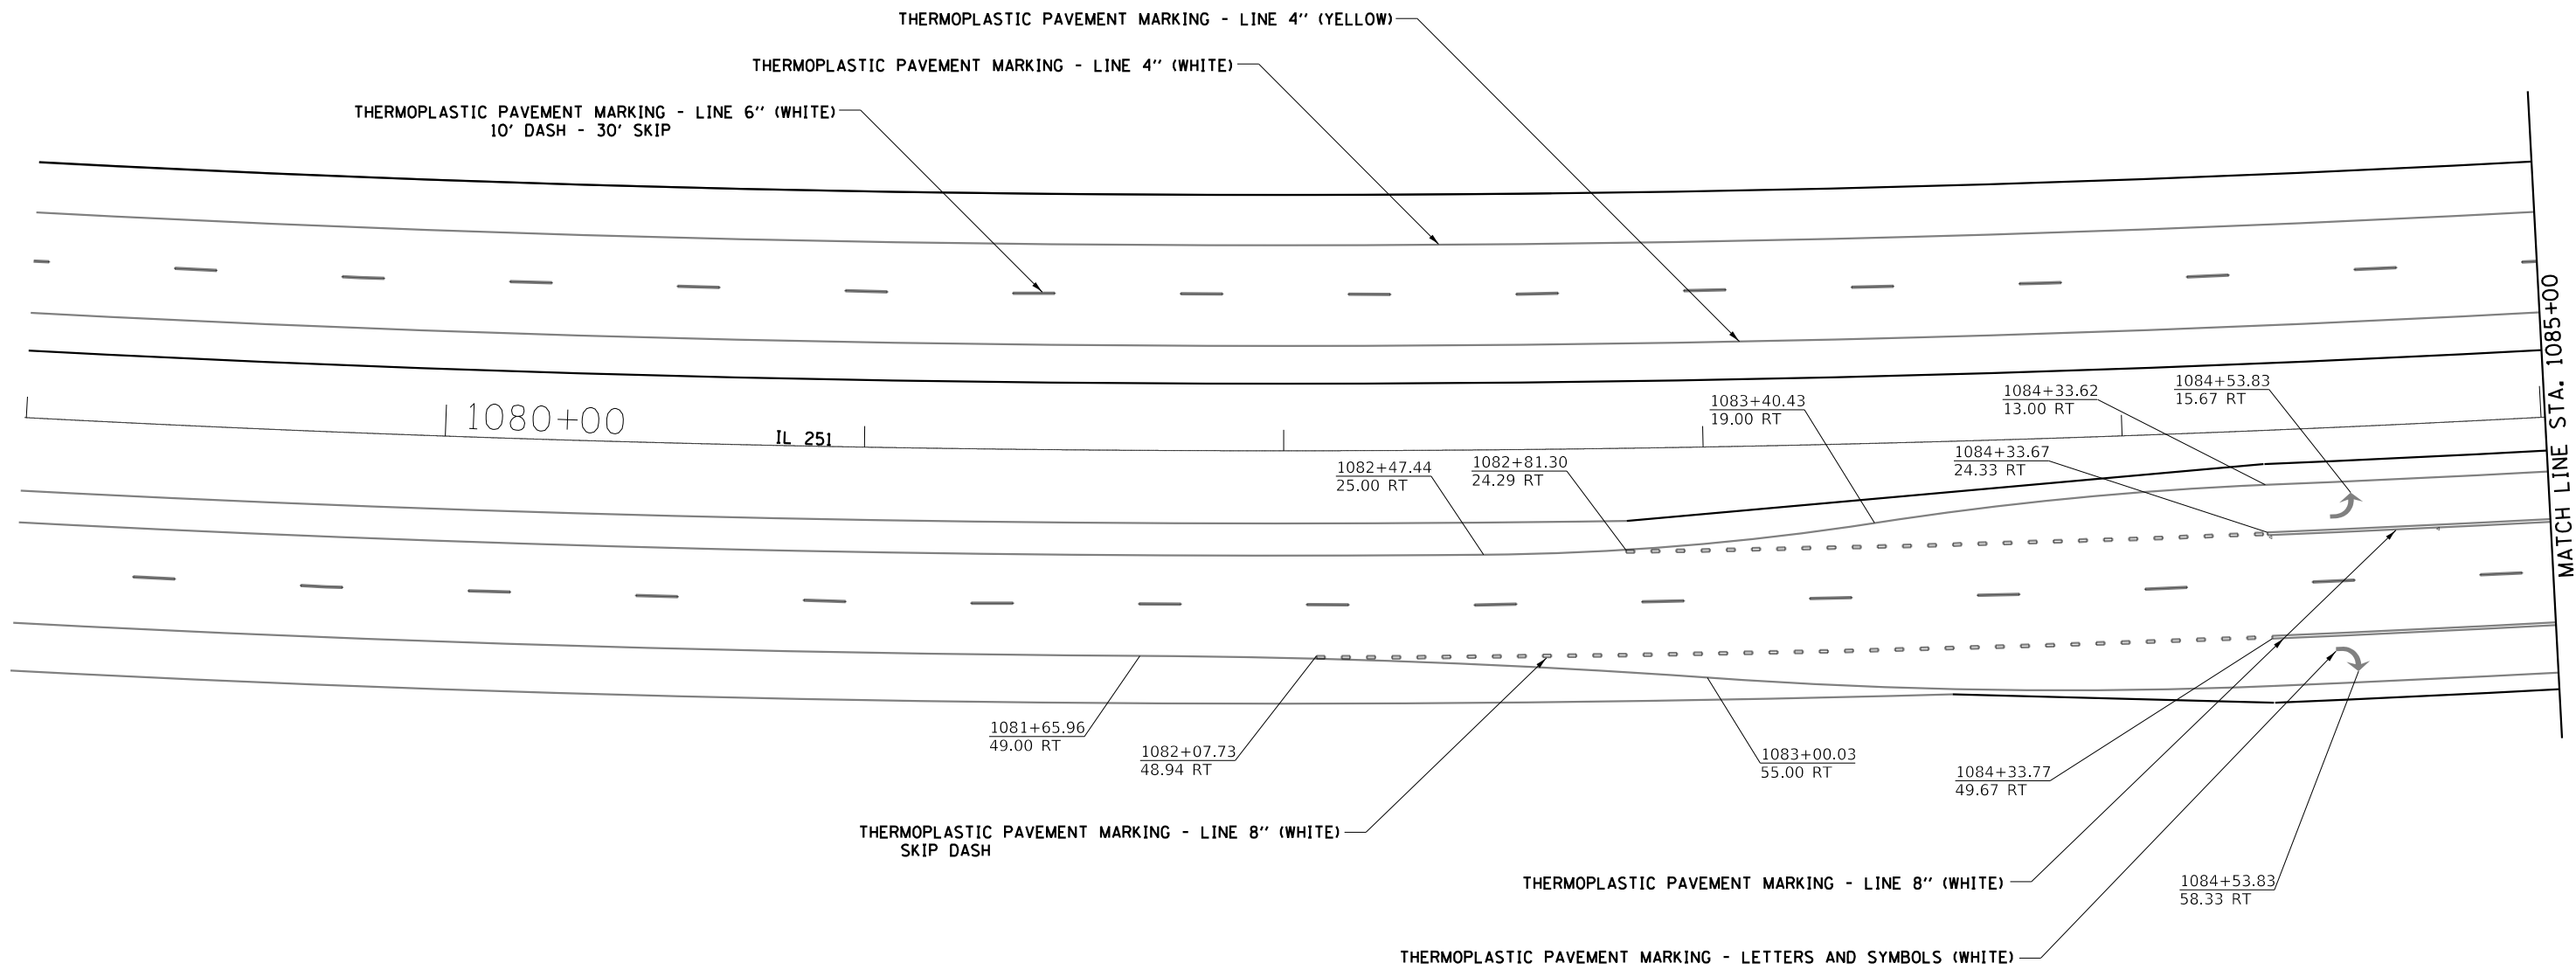 THERMOPLASTIC PAVEMENT MARKING - LINE 4'' (YELLOW)
THERMOPLASTIC PAVEMENT MARKING - LINE 4'' (WHITE)
THERMOPLASTIC PAVEMENT MARKING - LINE 6'' (WHITE)
10' DASH - 30' SKIP
MATCH LINE STA. 1085+00
1080+00
IL 251
1082+47.44
25.00 RT
1082+81.30
24.29 RT
1083+40.43
19.00 RT
1084+33.62
13.00 RT
1084+53.83
15.67 RT
1084+33.67
24.33 RT
1081+65.96
49.00 RT
1082+07.73
48.94 RT
1083+00.03
55.00 RT
1084+33.77
49.67 RT
THERMOPLASTIC PAVEMENT MARKING - LINE 8'' (WHITE)
SKIP DASH
THERMOPLASTIC PAVEMENT MARKING - LINE 8'' (WHITE)
1084+53.83
58.33 RT
THERMOPLASTIC PAVEMENT MARKING - LETTERS AND SYMBOLS (WHITE)